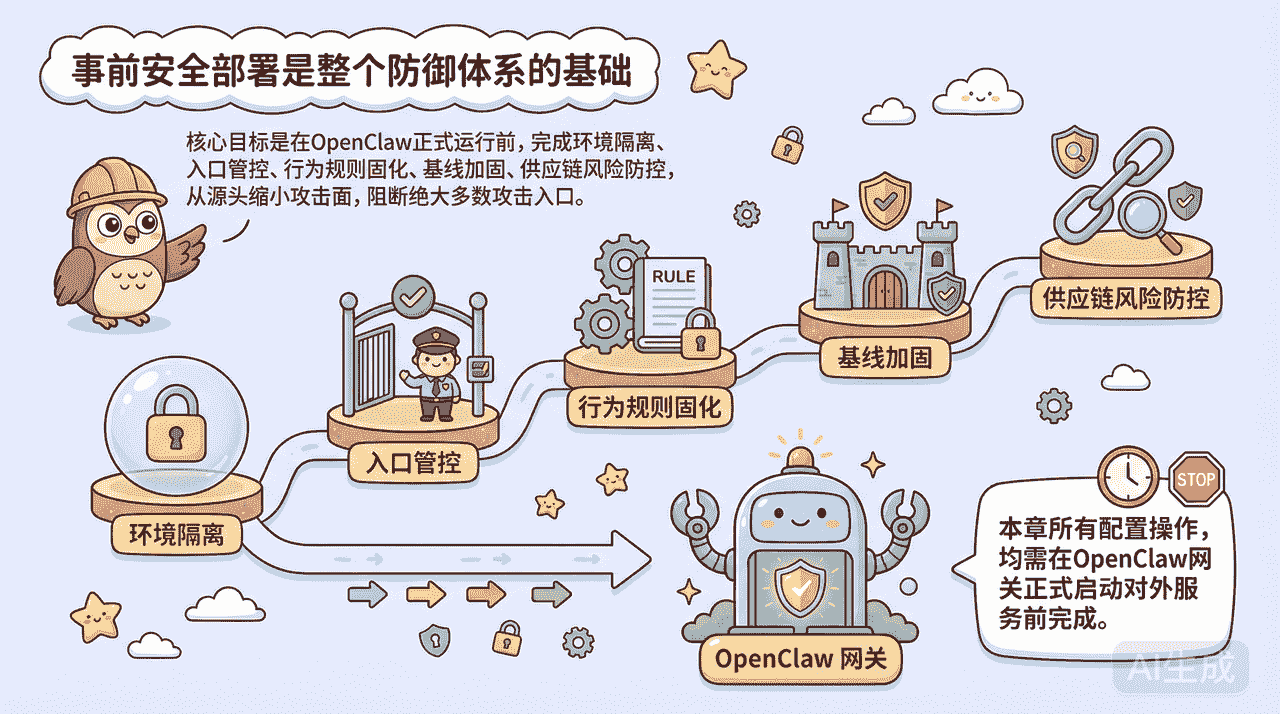 事前安全部署是整个防御体系的基础
核心目标是在OpenClaw正式运行前，完成环境隔离、
入口管控、行为规则固化、基线加固、供应链风险防控，
从源头缩小攻击面，阻断绝大多数攻击入口。
环境隔离
入口管控
RULE
行为规则固化
基线加固
供应链风险防控
OpenClaw 网关
STOP
本章所有配置操作，
均需在OpenClaw网
关正式启动对外服
务前完成。
AI生成